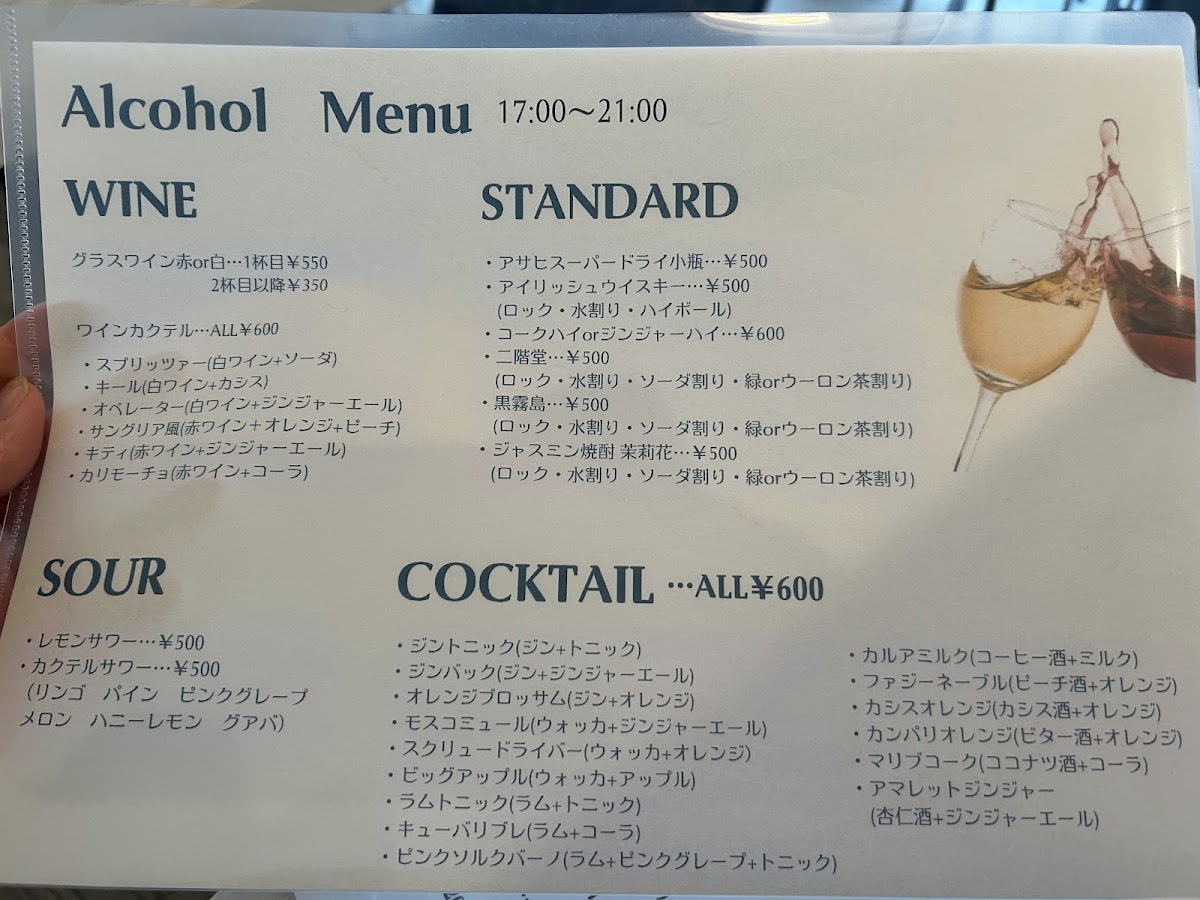 Alcohol Menu 17:00～21:00
WINE
グラスワイン赤or白…1杯目￥550
2杯目以降￥350
ワインカクテル…ALL￥600
・スプリッツァー(白ワイン+ソーダ)
・キール(白ワイン+カシス)
・オペレーター(白ワイン+ジンジャーエール)
・サングリア風(赤ワイン+オレンジ+ピーチ)
・キティ(赤ワイン+ジンジャーエール)
・カリモーチョ(赤ワイン+コーラ)
STANDARD
・アサヒスーパードライ小瓶…￥500
・アイリッシュウイスキー…￥500
(ロック・水割り・ハイボール)
・コークハイorジンジャーハイ…￥600
・二階堂…￥500
(ロック・水割り・ソーダ割り・緑orウーロン茶割り)
・黒霧島…￥500
(ロック・水割り・ソーダ割り・緑orウーロン茶割り)
・ジャスミン焼酎 茉莉花…￥500
(ロック・水割り・ソーダ割り・緑orウーロン茶割り)
SOUR
・レモンサワー…￥500
・カクテルサワー…￥500
(リンゴ パイン ピンクグレープ
メロン ハニーレモン グアバ)
COCKTAIL …ALL￥600
・ジントニック(ジン+トニック)
・ジンバック(ジン+ジンジャーエール)
・オレンジブロッサム(ジン+オレンジ)
・モスコミュール(ウォッカ+ジンジャーエール)
・スクリュードライバー(ウォッカ+オレンジ)
・ビッグアップル(ウォッカ+アップル)
・ラムトニック(ラム+トニック)
・キューバリブレ(ラム+コーラ)
・ピンクソルクバーノ(ラム+ピンクグレープ+トニック)
・カルアミルク(コーヒー酒+ミルク)
・ファジーネーブル(ピーチ酒+オレンジ)
・カシスオレンジ(カシス酒+オレンジ)
・カンパリオレンジ(ビター酒+オレンジ)
・マリブコーク(ココナツ酒+コーラ)
・アマレットジンジャー
(杏仁酒+ジンジャーエール)